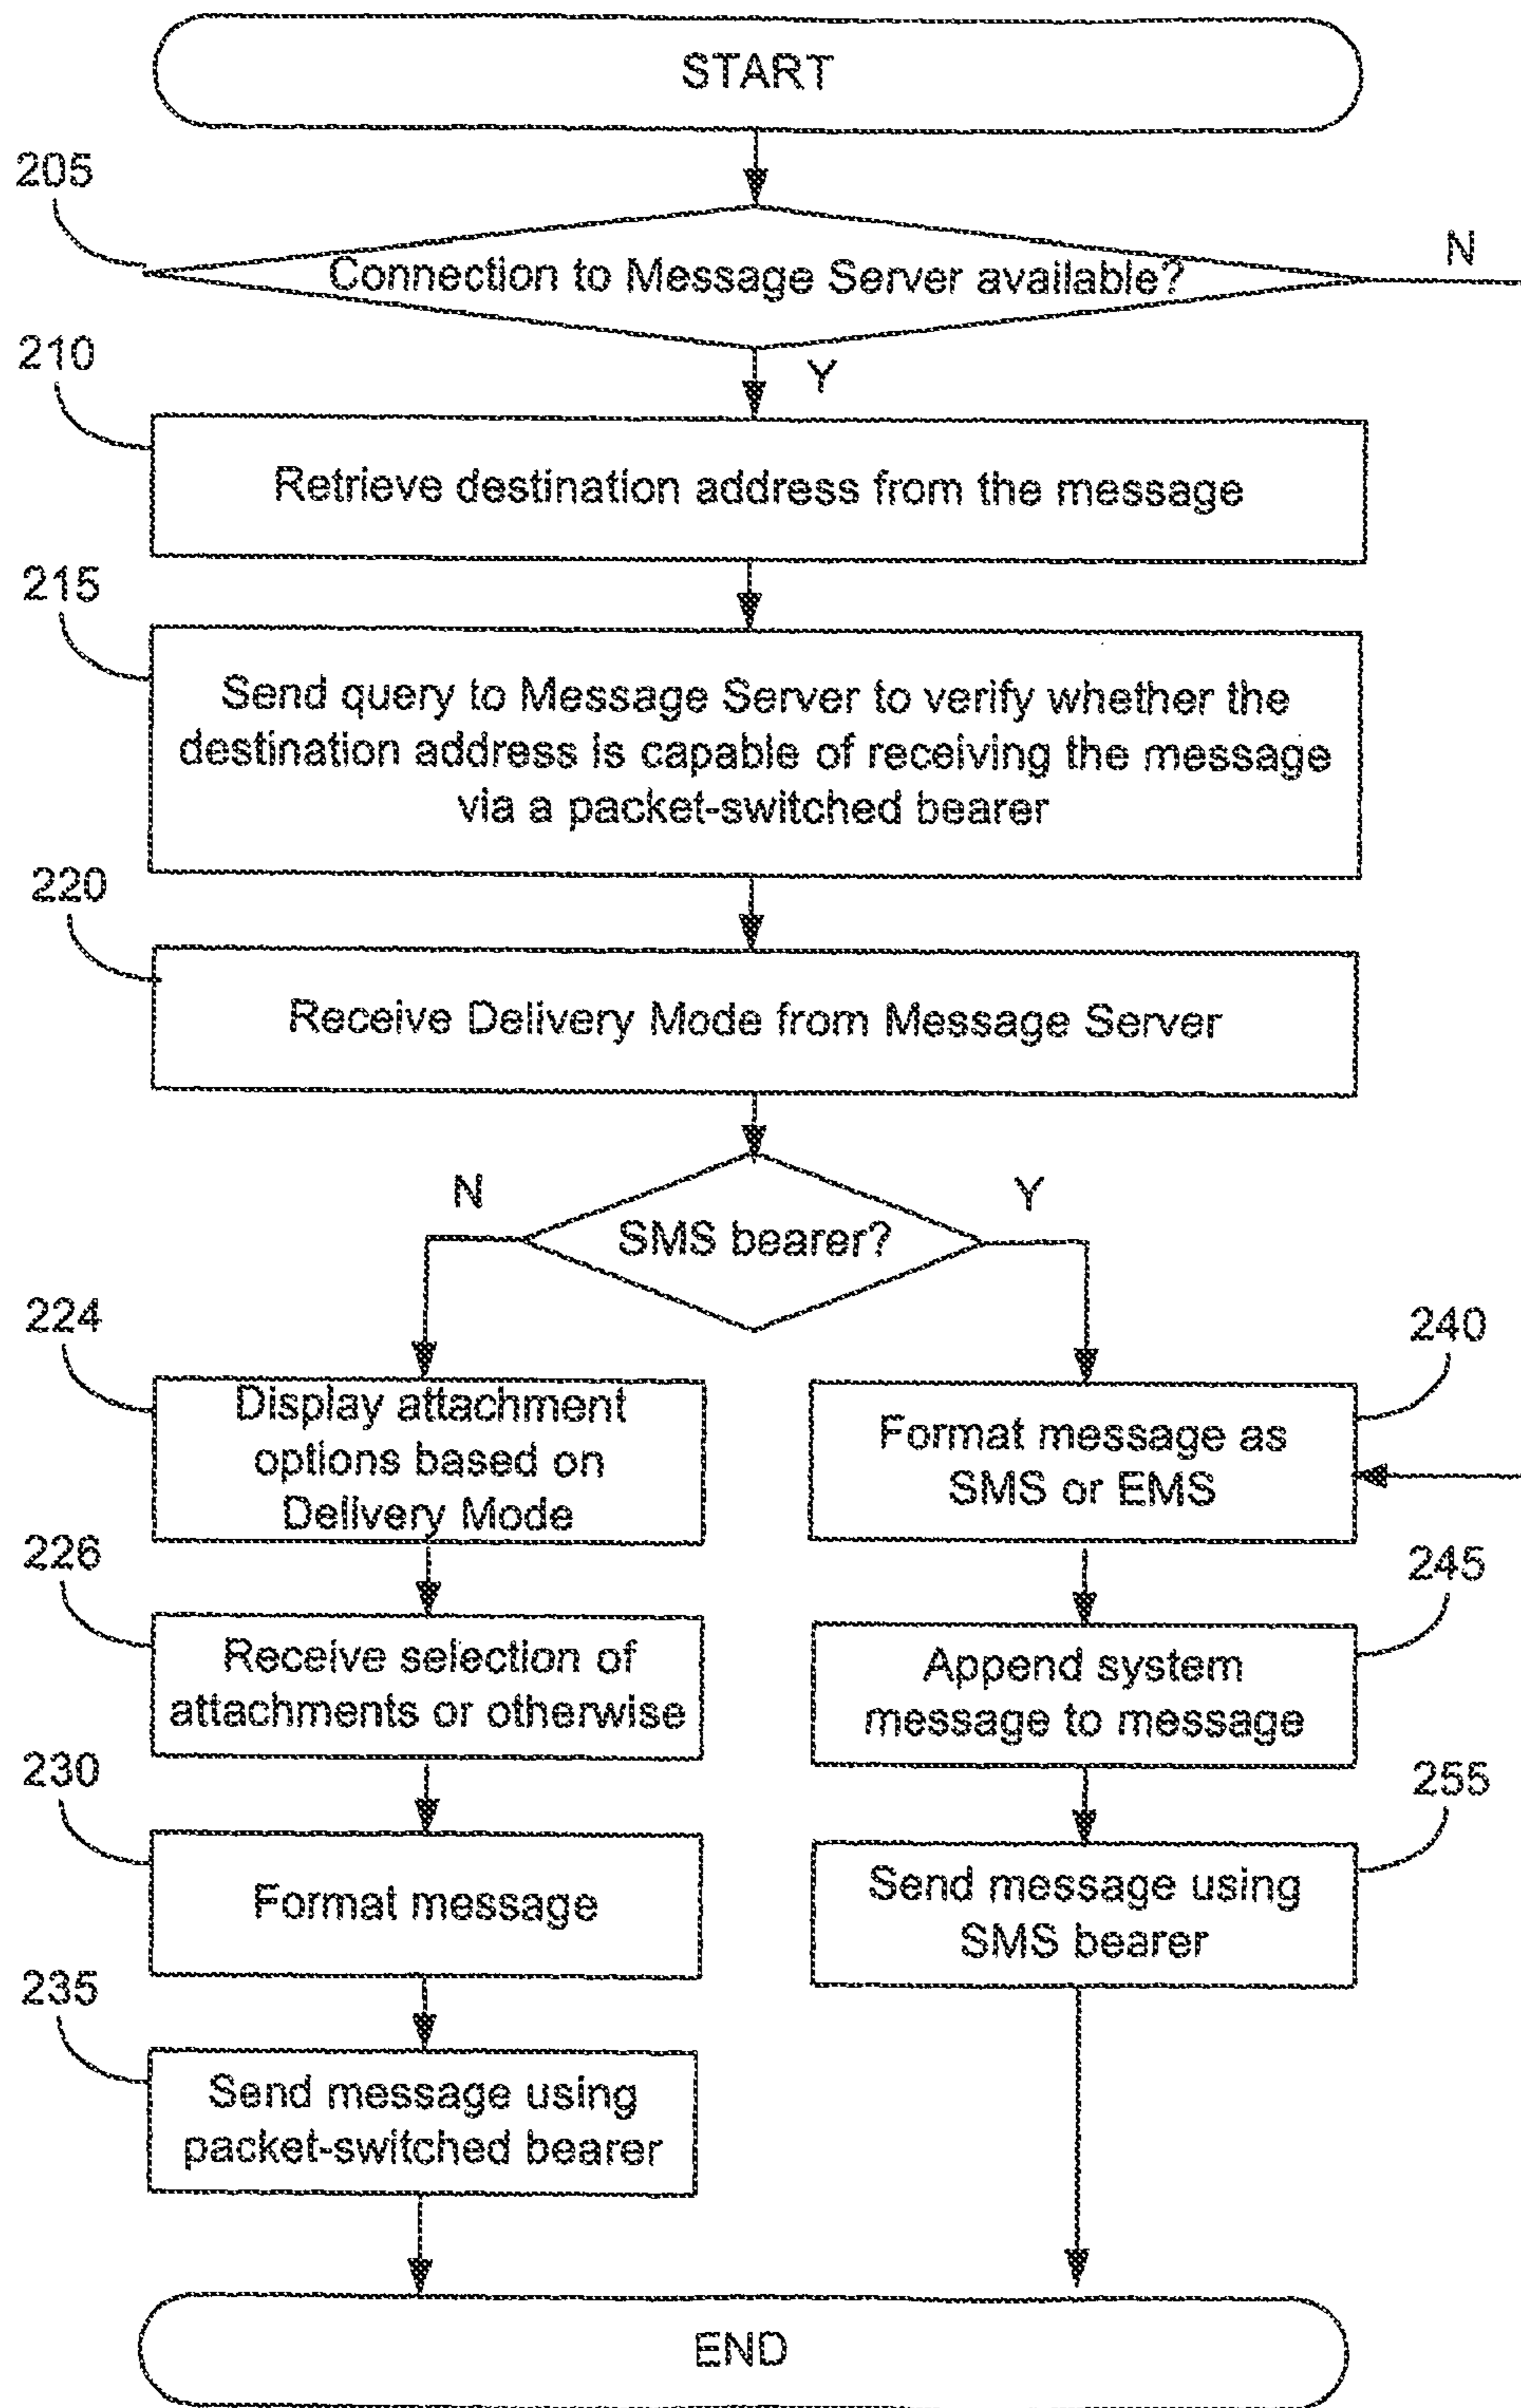 START
205
Connection to Message Server available?
N
210
Y
Retrieve destination address from the message
215
Send query to Message Server to verify whether the
destination address is capable of receiving the message
via a packet-switched bearer
220
Receive Delivery Mode from Message Server
N
Y
SMS bearer?
224
Display attachment
options based on
Delivery Mode
240
Format message as
SMS or EMS
226
Receive selection of
attachments or otherwise
245
Append system
message to message
230
Format message
255
Send message using
SMS bearer
235
Send message using
packet-switched bearer
END